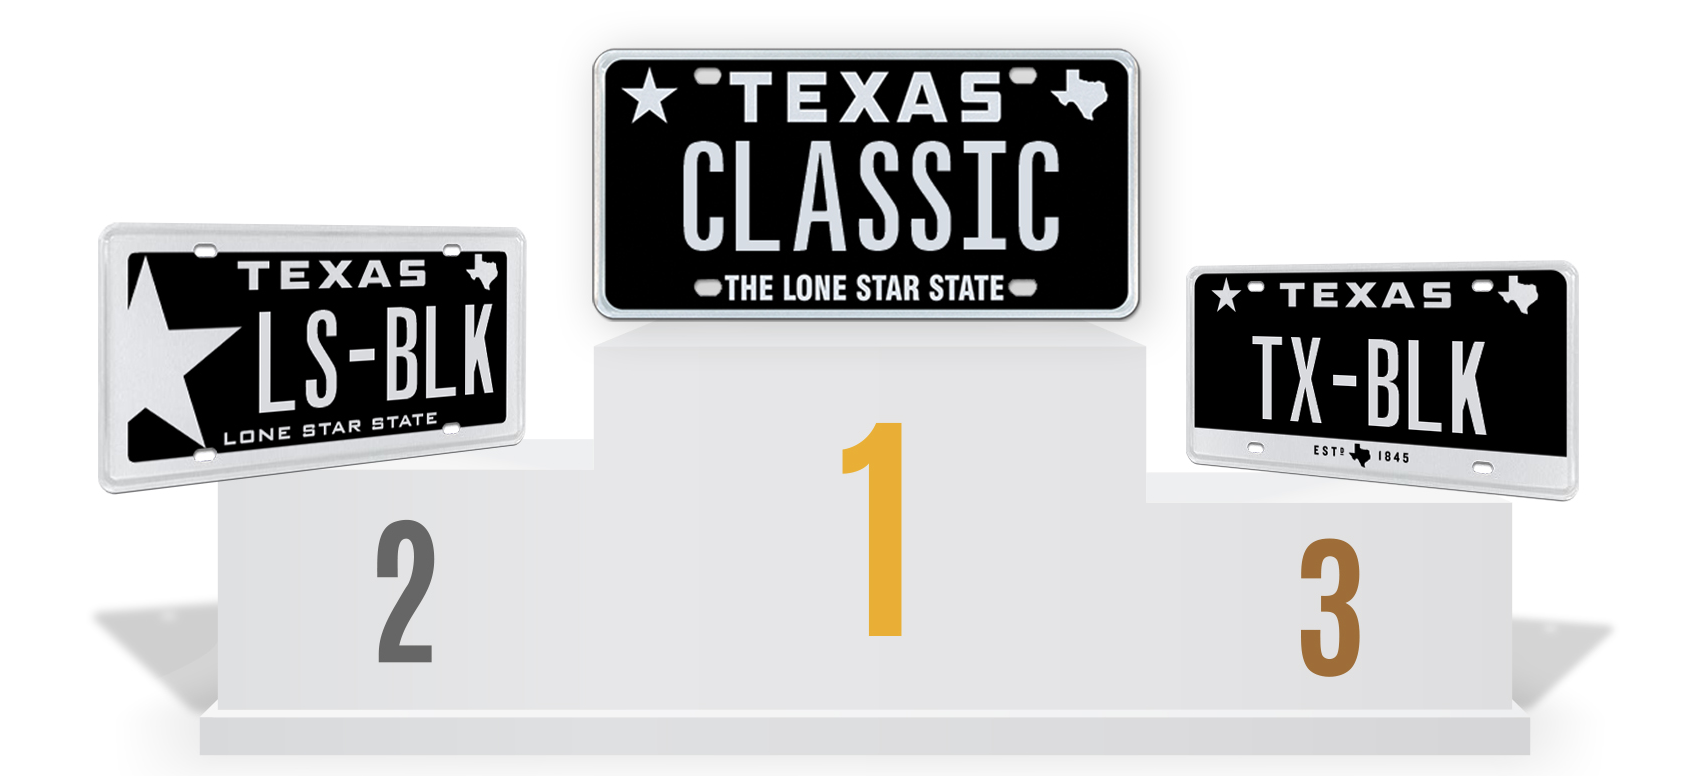 TEXAS
CLASSIC
THE LONE STAR STATE
TEXAS
LS-BLK
LONE STAR STATE
TEXAS
TX-BLK
ESTD 1845
1
2
3